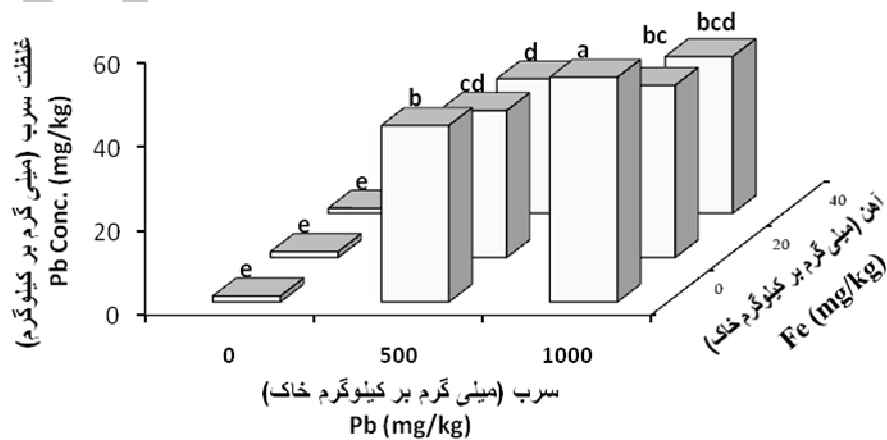 غلظت سرب (میلی گرم بر کیلوگرم)
Pb Conc. (mg/kg)
60
40
20
0
e
e
e
b
cd
d
a
bc
bcd
0
500
1000
سرب (میلی گرم بر کیلوگرم خاک)
Pb (mg/kg)
0
20
40
آهن (میلی گرم بر کیلوگرم خاک)
Fe (mg/kg)